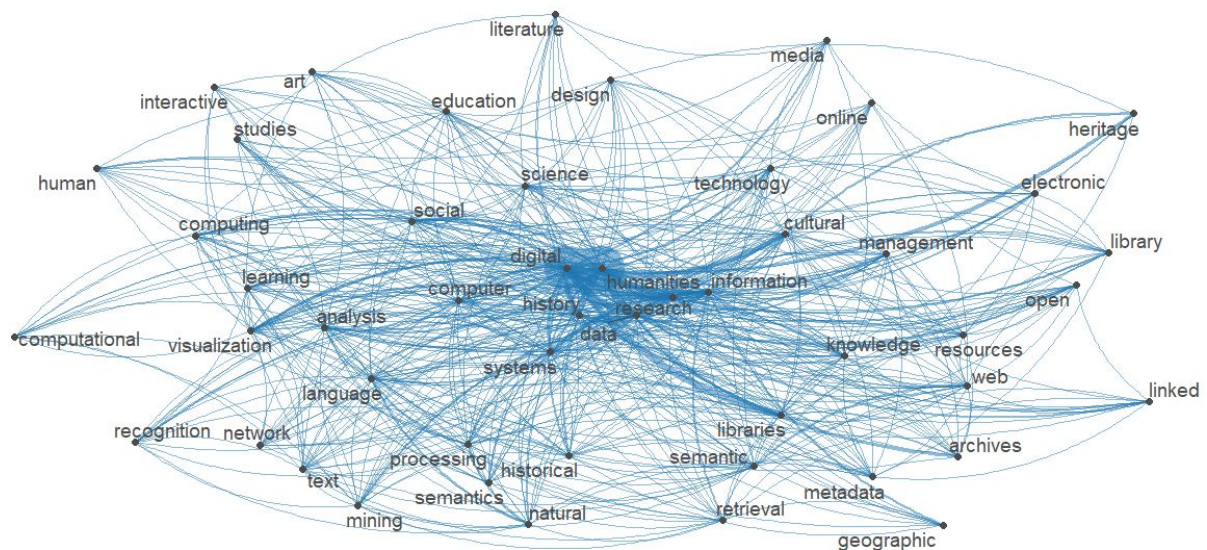 literature
media
art
design
interactive
education
online
studies
heritage
human
science
technology
electronic
social
computing
cultural
management
library
digital
learning
humanities
information
computer
open
history
research
analysis
data
computational
visualization
knowledge
resources
systems
web
language
linked
libraries
recognition
network
archives
processing
semantic
historical
text
semantics
metadata
natural
retrieval
mining
geographic